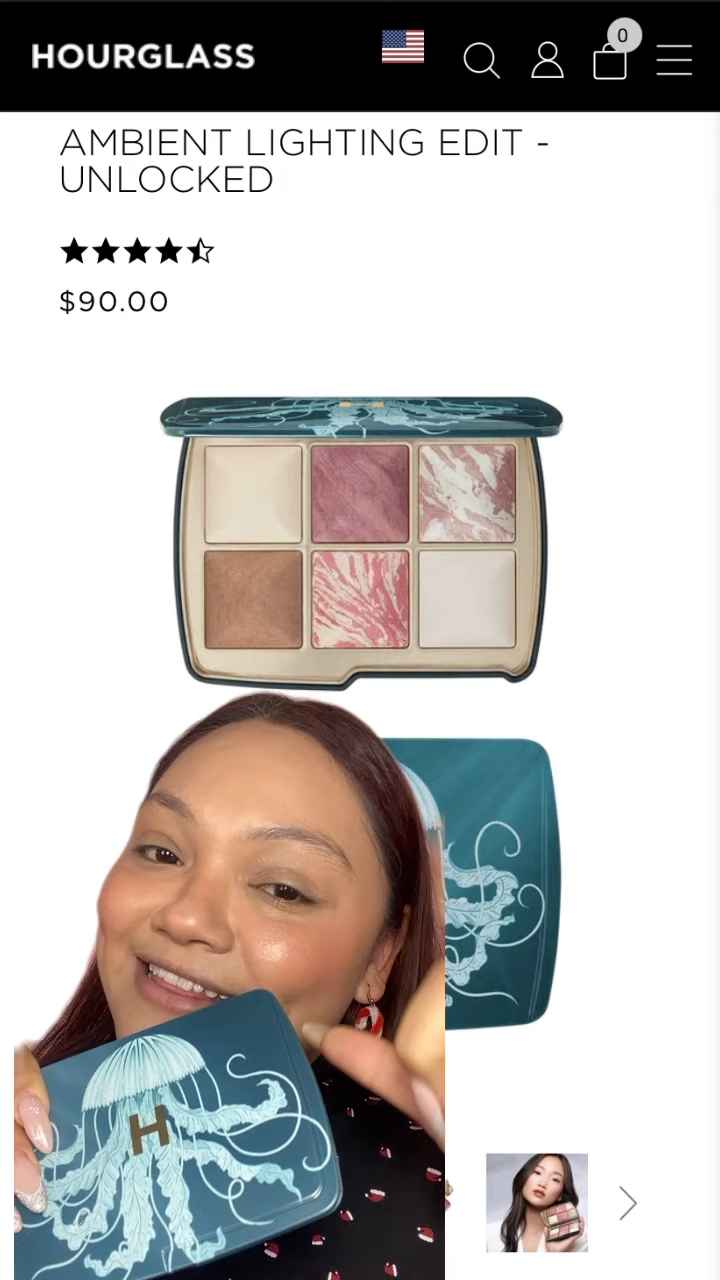 HOURGLASS
0
AMBIENT LIGHTING EDIT -
UNLOCKED
$90.00
H